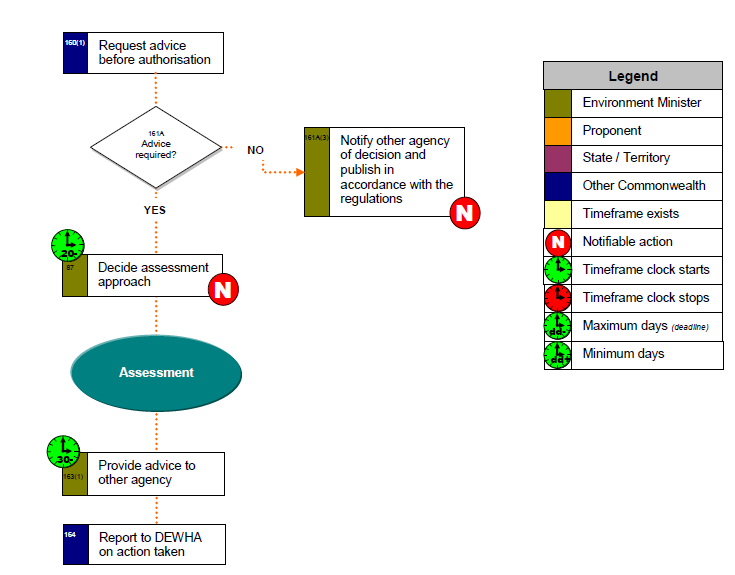 160(1)
Request advice
before authorisation
161A
Advice
required?
NO
161A(3)
Notify other agency
of decision and
publish in
accordance with the
regulations
N
YES
20-
87
Decide assessment
approach
N
Assessment
30-
163(1)
Provide advice to
other agency
164
Report to DEWHA
on action taken
Legend
Environment Minister
Proponent
State / Territory
Other Commonwealth
Timeframe exists
N
Notifiable action
Timeframe clock starts
Timeframe clock stops
dd-
Maximum days (deadline)
dd+
Minimum days